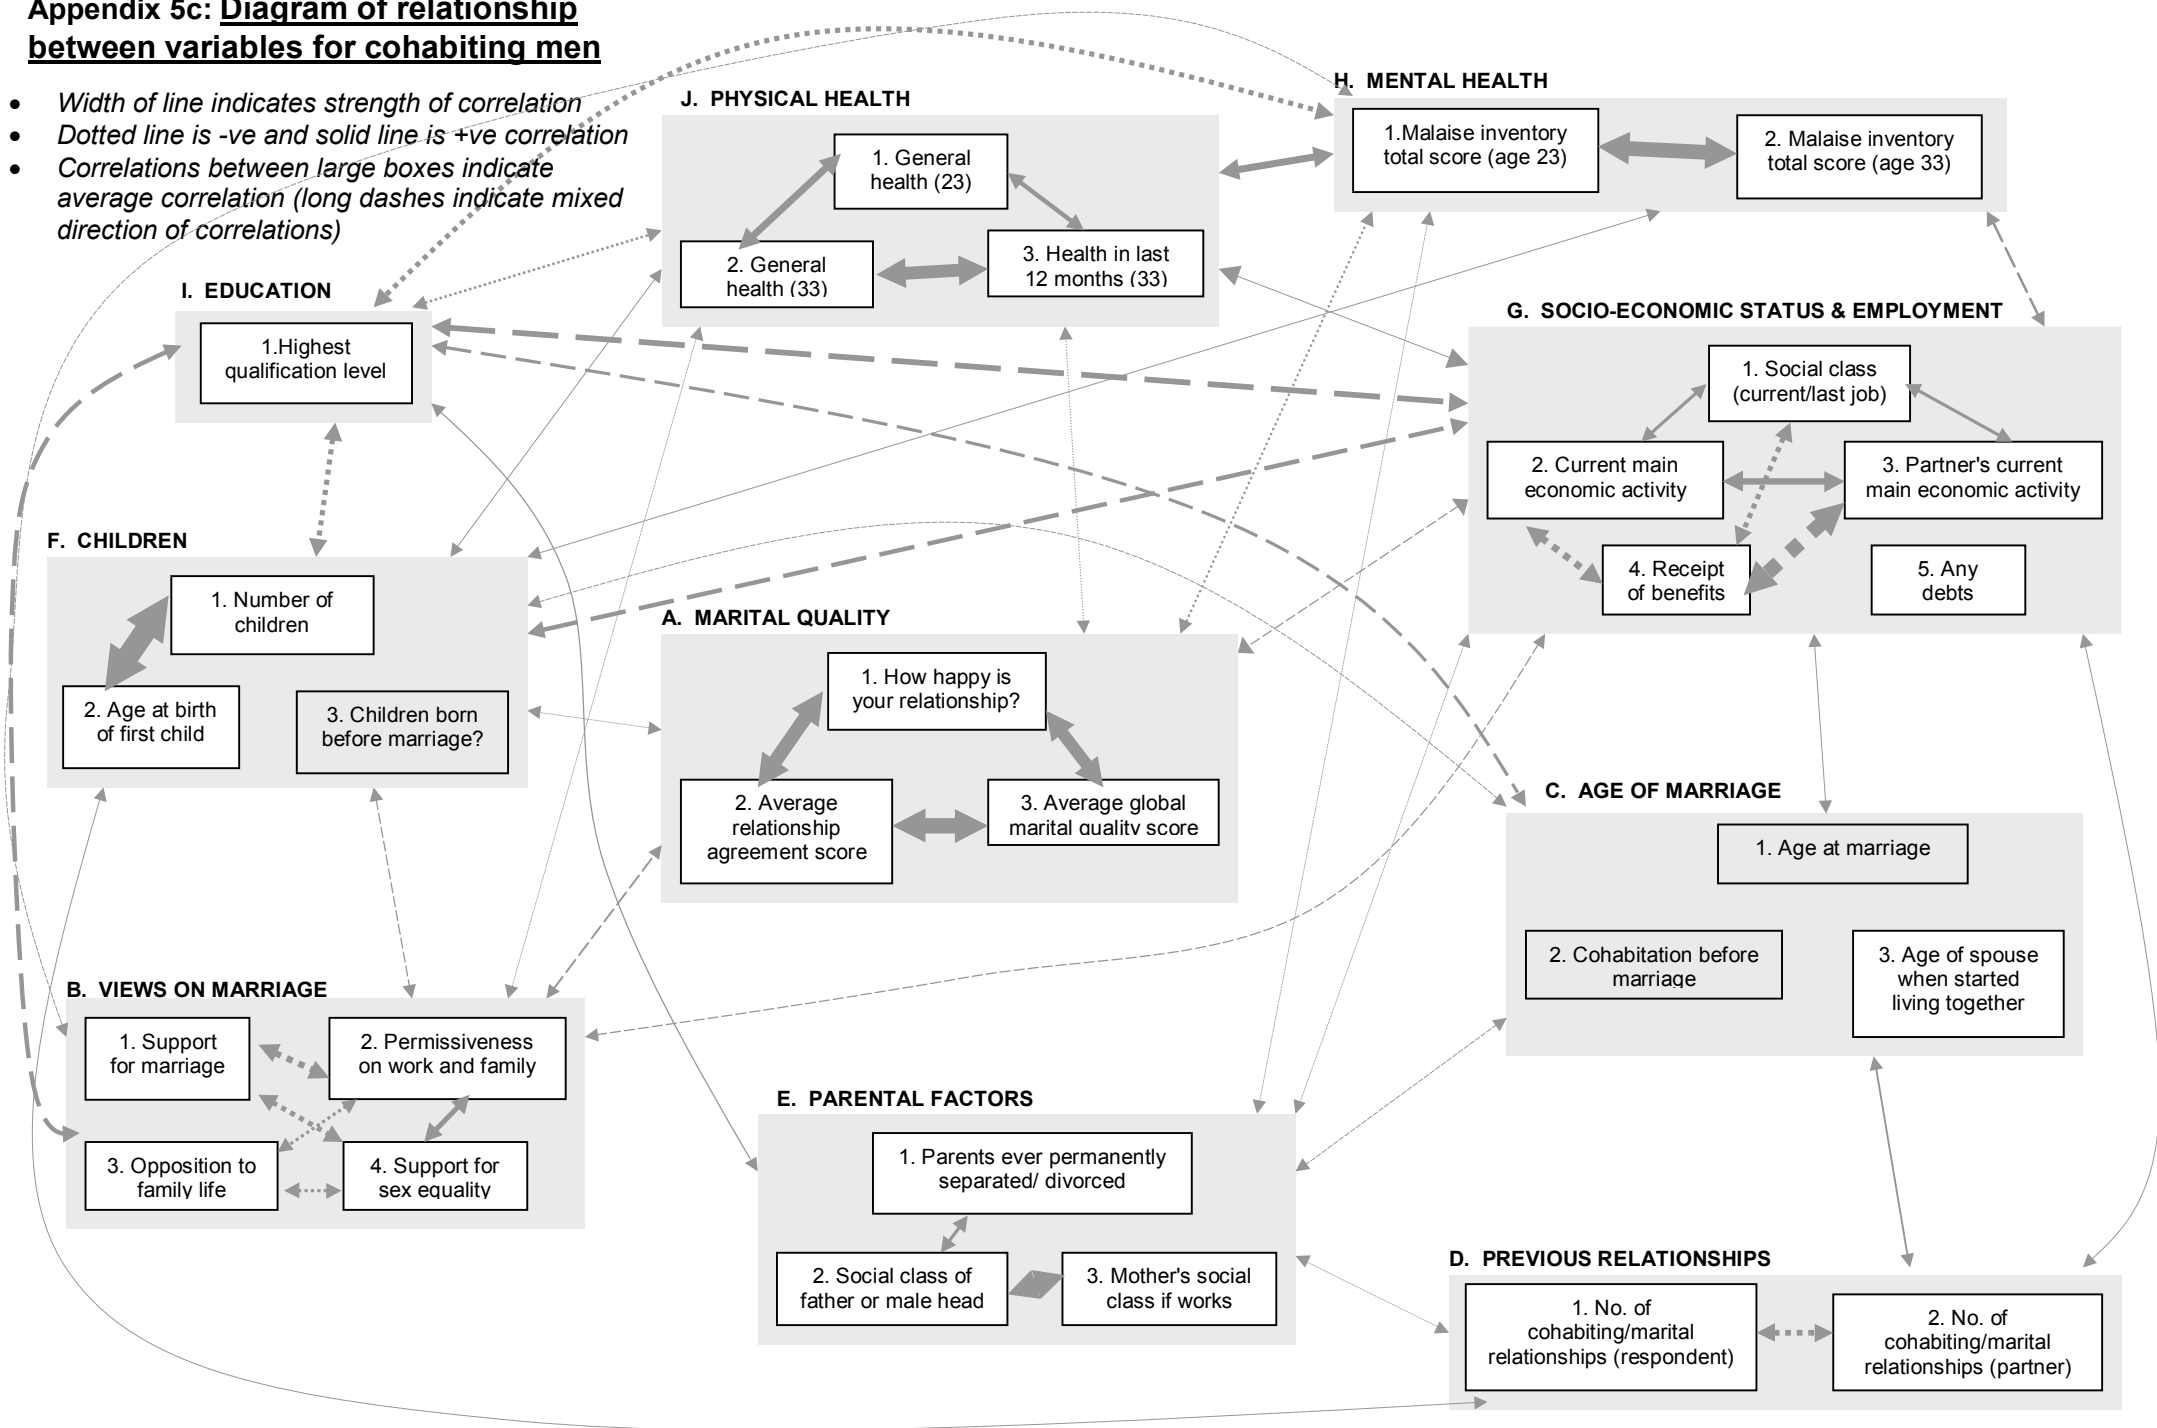 Appendix 5c: Diagram of relationship
between variables for cohabiting men
• Width of line indicates strength of correlation
• Dotted line is -ve and solid line is +ve correlation
• Correlations between large boxes indicate
average correlation (long dashes indicate mixed
direction of correlations)
H. MENTAL HEALTH
1.Malaise inventory
total score (age 23)
2. Malaise inventory
total score (age 33)
J. PHYSICAL HEALTH
1. General
health (23)
2. General
health (33)
3. Health in last
12 months (33)
I. EDUCATION
1.Highest
qualification level
G. SOCIO-ECONOMIC STATUS & EMPLOYMENT
1. Social class
(current/last job)
2. Current main
economic activity
3. Partner's current
main economic activity
4. Receipt
of benefits
5. Any
debts
F. CHILDREN
1. Number of
children
2. Age at birth
of first child
3. Children born
before marriage?
A. MARITAL QUALITY
1. How happy is
your relationship?
2. Average
relationship
agreement score
3. Average global
marital quality score
C. AGE OF MARRIAGE
1. Age at marriage
2. Cohabitation before
marriage
3. Age of spouse
when started
living together
B. VIEWS ON MARRIAGE
1. Support
for marriage
2. Permissiveness
on work and family
3. Opposition to
family life
4. Support for
sex equality
E. PARENTAL FACTORS
1. Parents ever permanently
separated/ divorced
2. Social class of
father or male head
3. Mother's social
class if works
D. PREVIOUS RELATIONSHIPS
1. No. of
cohabiting/marital
relationships (respondent)
2. No. of
cohabiting/marital
relationships (partner)